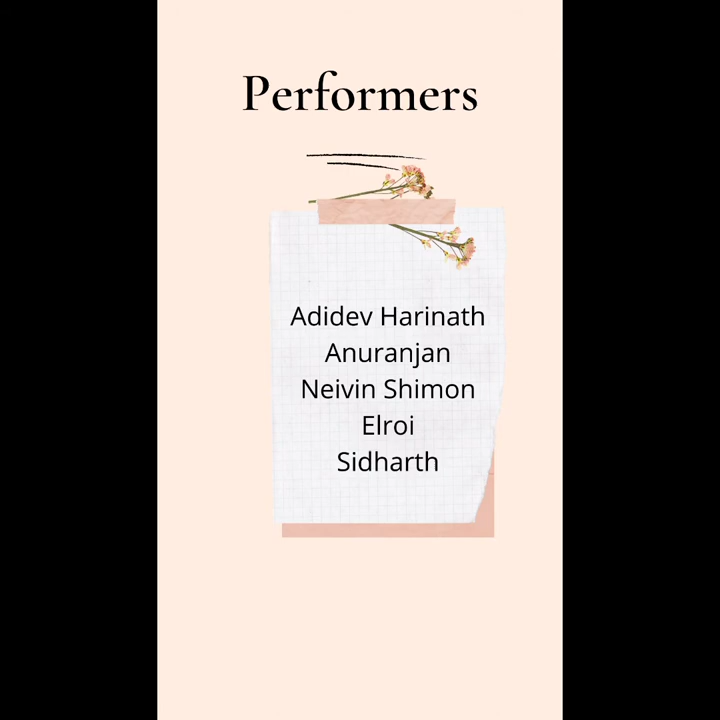 Performers
Adidev Harinath
Anuranjan
Neivin Shimon
Elroi
Sidharth